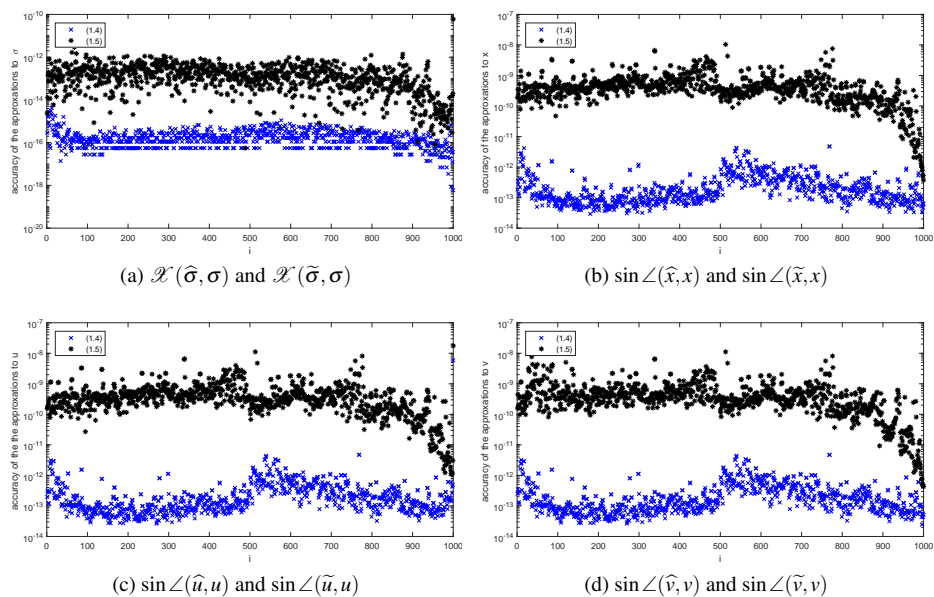 10^-10
10^-12
10^-14
10^-16
10^-18
10^-20
accuracy of the approxations to σ
(1.4)
(1.5)
0 100 200 300 400 500 600 700 800 900 1000
i
(a) 𝒳(σ̂, σ) and 𝒳(σ̃, σ)
10^-7
10^-8
10^-9
10^-10
10^-11
10^-12
10^-13
10^-14
accuracy of the the approxations to x
(1.4)
(1.5)
0 100 200 300 400 500 600 700 800 900 1000
i
(b) sin∠(x̂, x) and sin∠(x̃, x)
10^-7
10^-8
10^-9
10^-10
10^-11
10^-12
10^-13
10^-14
accuracy of the the approxations to u
(1.4)
(1.5)
0 100 200 300 400 500 600 700 800 900 1000
i
(c) sin∠(û, u) and sin∠(ũ, u)
10^-7
10^-8
10^-9
10^-10
10^-11
10^-12
10^-13
10^-14
accuracy of the the approxations to v
(1.4)
(1.5)
0 100 200 300 400 500 600 700 800 900 1000
i
(d) sin∠(v̂, v) and sin∠(ṽ, v)